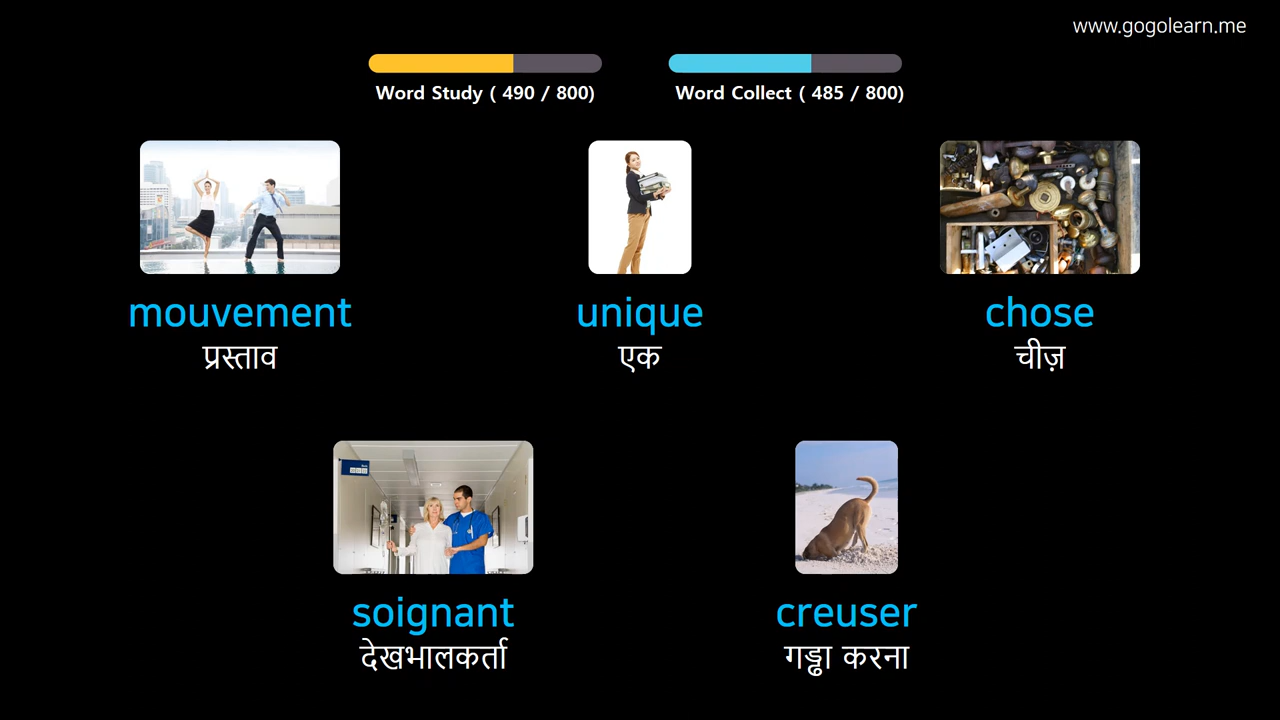 www.gogolearn.me
Word Study ( 490 / 800)
Word Collect ( 485 / 800)
mouvement
प्रस्ताव
unique
एक
chose
चीज़
soignant
देखभालकर्ता
creuser
गड्ढा करना